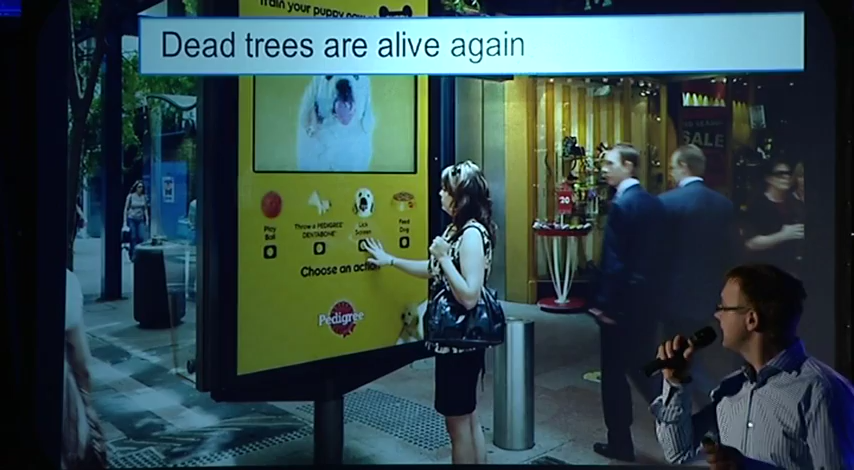 Train your puppy
Dead trees are alive again
SALE
$20
Play
Ball
Throw a PEDIGREE
DENTABONE
Lick
Screen
Feed
Dog
Choose an action
Pedigree